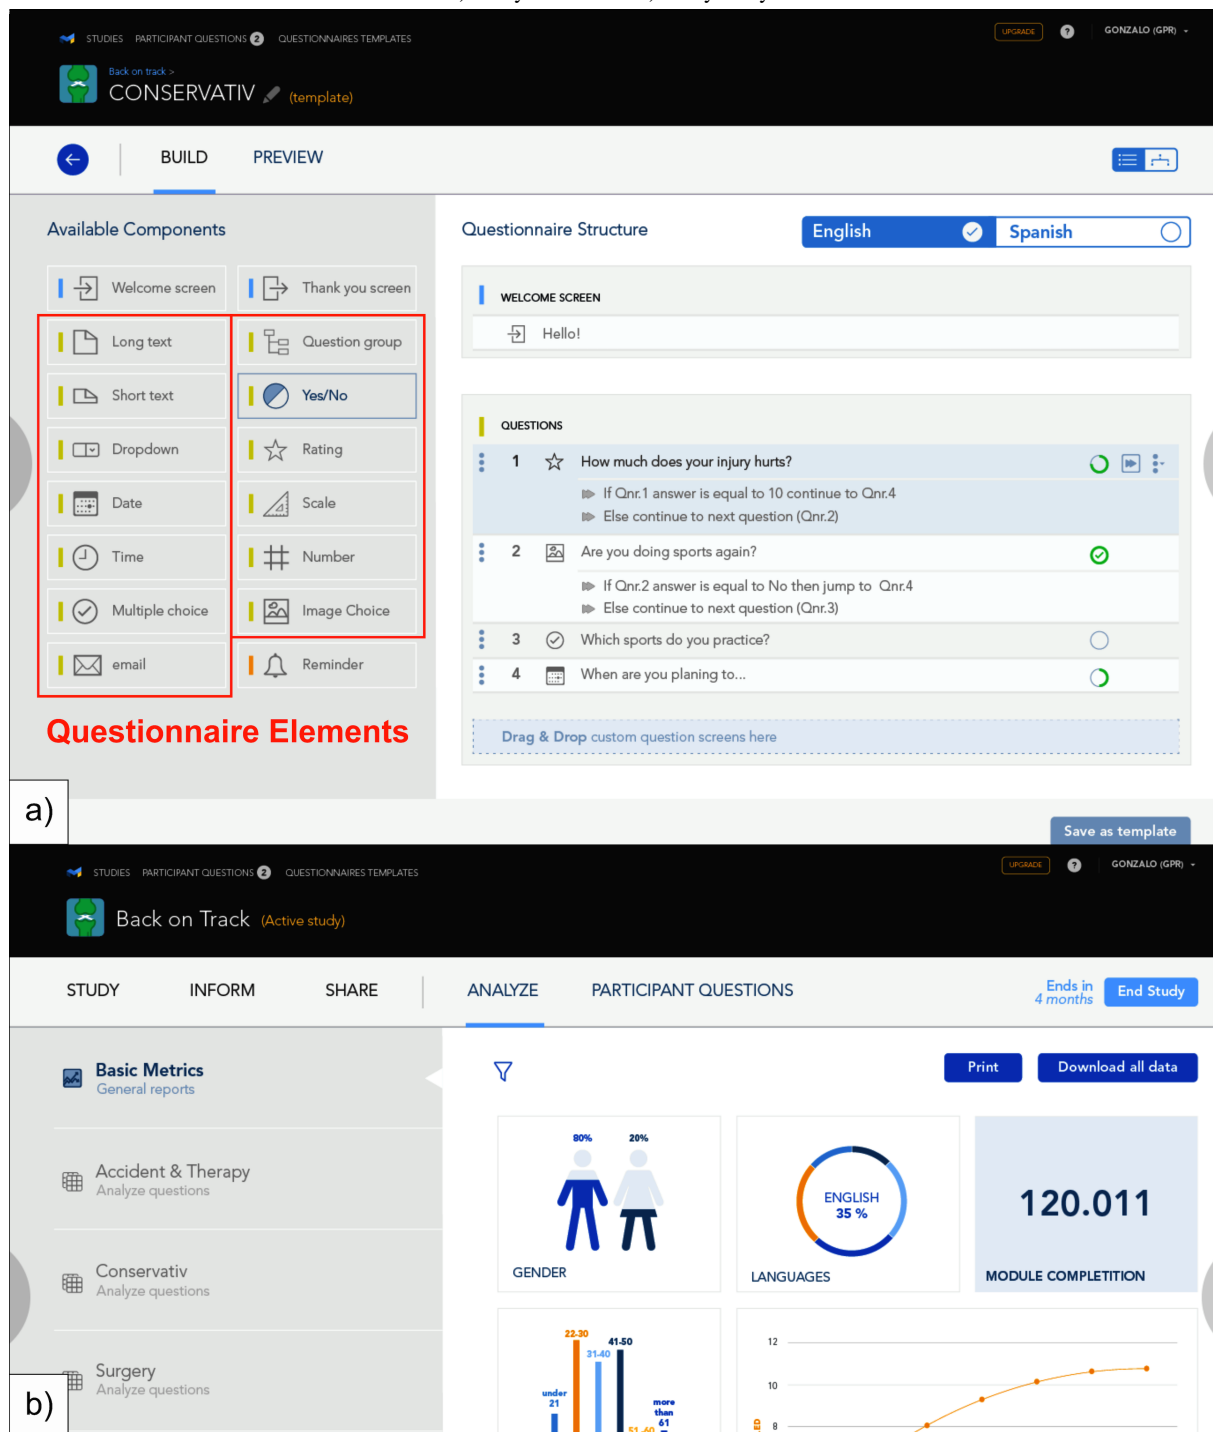 STUDIES PARTICIPANT QUESTIONS 2 QUESTIONNAIRES TEMPLATES
UPGRADE ? GONZALO (GPR)
Back on track >
CONSERVATIV (template)
BUILD PREVIEW
Available Components
Welcome screen Thank you screen
Long text Question group
Short text Yes/No
Dropdown Rating
Date Scale
Time Number
Multiple choice Image Choice
email Reminder
Questionnaire Elements
a)
Questionnaire Structure
English Spanish
WELCOME SCREEN
Hello!
QUESTIONS
1 How much does your injury hurts?
If Qnr.1 answer is equal to 10 continue to Qnr.4
Else continue to next question (Qnr.2)
2 Are you doing sports again?
If Qnr.2 answer is equal to No then jump to Qnr.4
Else continue to next question (Qnr.3)
3 Which sports do you practice?
4 When are you planing to...
Drag & Drop custom question screens here
Save as template
STUDIES PARTICIPANT QUESTIONS 2 QUESTIONNAIRES TEMPLATES
UPGRADE ? GONZALO (GPR)
Back on Track (Active study)
STUDY INFORM SHARE ANALYZE PARTICIPANT QUESTIONS
Ends in
4 months
End Study
Basic Metrics
General reports
Accident & Therapy
Analyze questions
Conservativ
Analyze questions
Surgery
Analyze questions
b)
Print Download all data
80% 20%
GENDER
ENGLISH
35 %
LANGUAGES
120.011
MODULE COMPLETITION
22-30
41-50
31-40
under
21
more
than
61
51-60
12
10
8